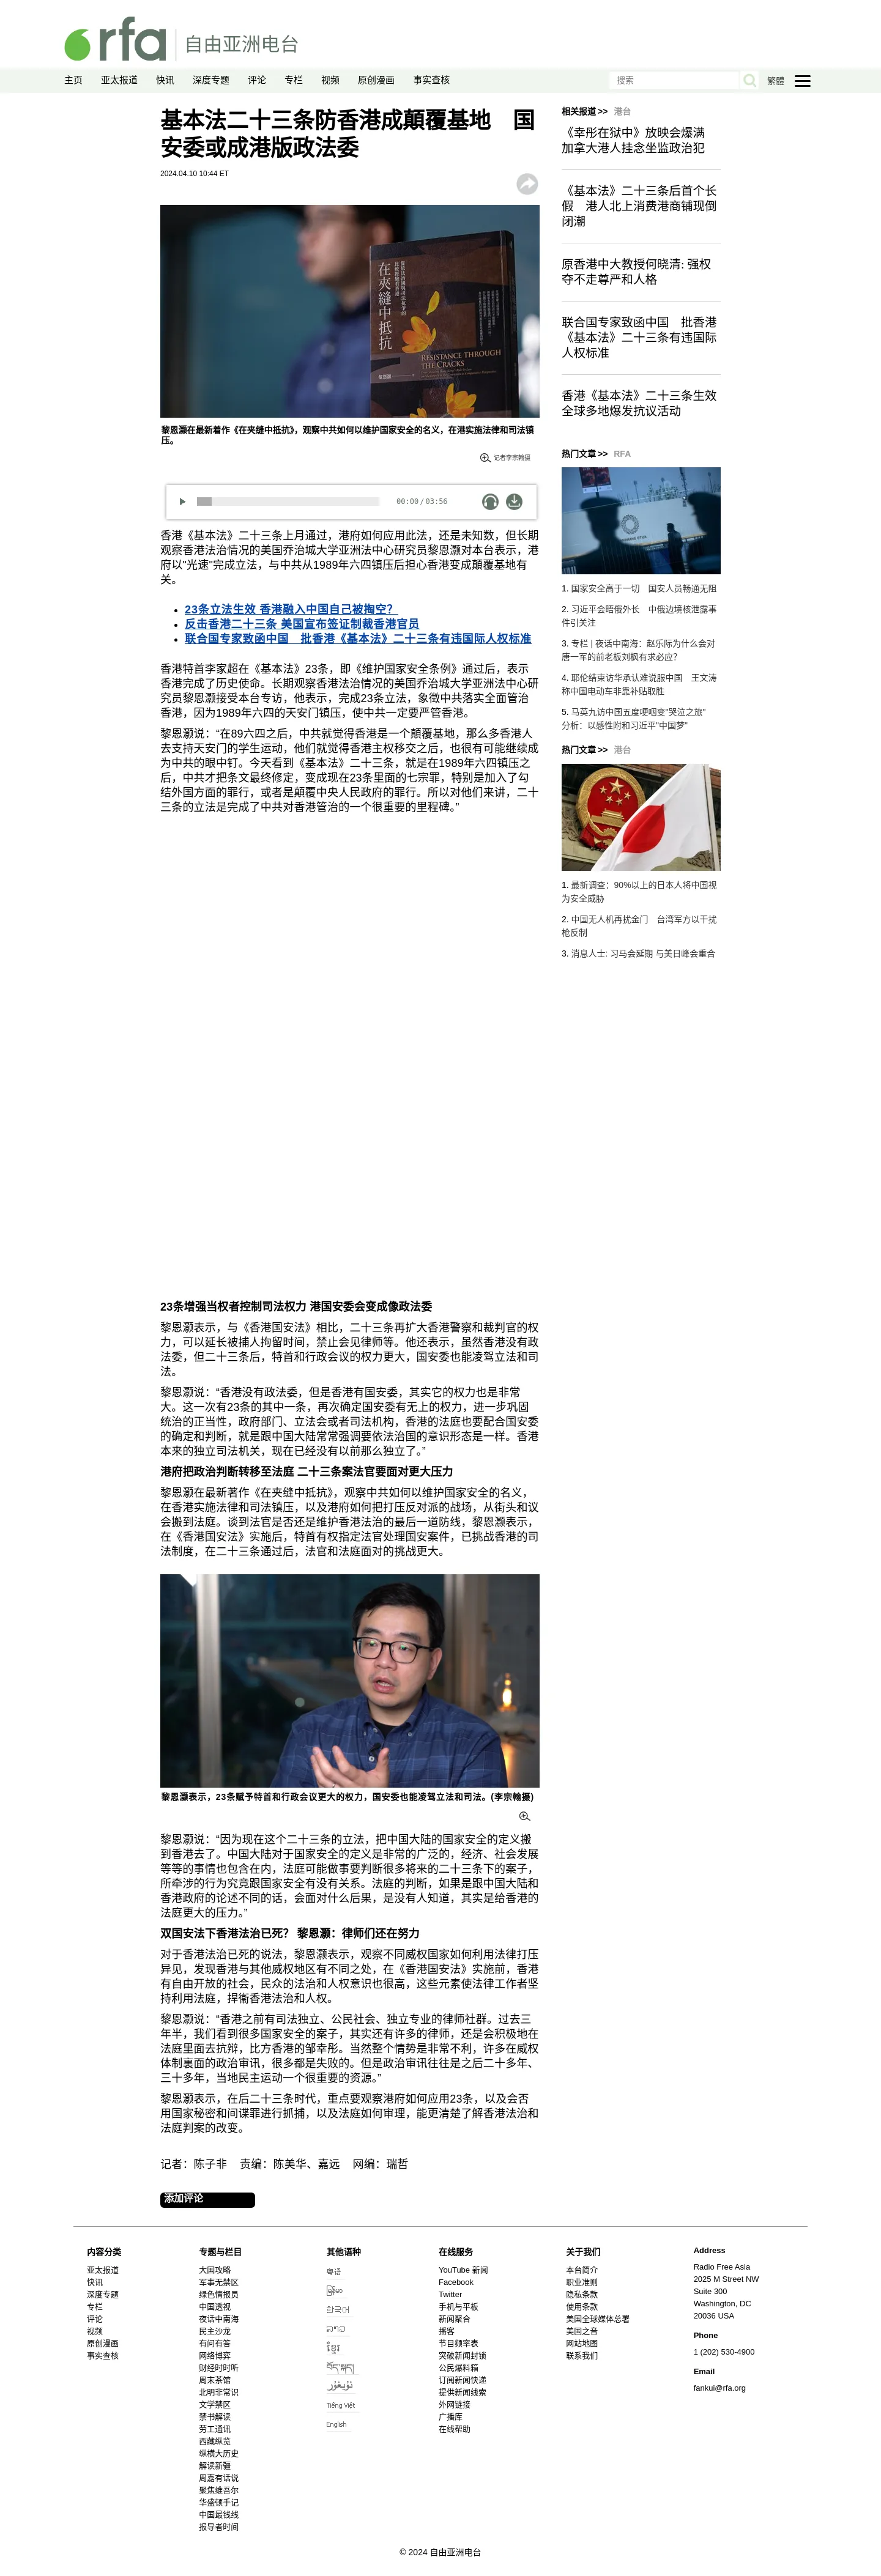 rfa 自由亚洲电台
主页 亚太报道 快讯 深度专题 评论 专栏 视频 原创漫画 事实查核 搜索 繁體
基本法二十三条防香港成颠覆基地　国
安委或成港版政法委
2024.04.10 10:44 ET
在夾縫中抵抗
RESISTANCE THROUGH
THE CRACKS
黎恩灏在最新着作《在夹缝中抵抗》，观察中共如何以维护国家安全的名义，在港实施法律和司法镇
压。
记者李宗翰摄
00:00 / 03:56
香港《基本法》二十三条上月通过，港府如何应用此法，还是未知数，但长期
观察香港法治情况的美国乔治城大学亚洲法中心研究员黎恩灏对本台表示，港
府以"光速"完成立法，与中共从1989年六四镇压后担心香港变成颠覆基地有
关。
23条立法生效 香港融入中国自己被掏空？
反击香港二十三条 美国宣布签证制裁香港官员
联合国专家致函中国　批香港《基本法》二十三条有违国际人权标准
香港特首李家超在《基本法》23条，即《维护国家安全条例》通过后，表示
香港完成了历史使命。长期观察香港法治情况的美国乔治城大学亚洲法中心研
究员黎恩灏接受本台专访，他表示，完成23条立法，象徵中共落实全面管治
香港，因为1989年六四的天安门镇压，使中共一定要严管香港。
黎恩灏说：“在89六四之后，中共就觉得香港是一个颠覆基地，那么多香港人
去支持天安门的学生运动，他们就觉得香港主权移交之后，也很有可能继续成
为中共的眼中钉。今天看到《基本法》二十三条，就是在1989年六四镇压之
后，中共才把条文最终修定，变成现在23条里面的七宗罪，特别是加入了勾
结外国方面的罪行，或者是颠覆中央人民政府的罪行。所以对他们来讲，二十
三条的立法是完成了中共对香港管治的一个很重要的里程碑。”
23条增强当权者控制司法权力 港国安委会变成像政法委
黎恩灏表示，与《香港国安法》相比，二十三条再扩大香港警察和裁判官的权
力，可以延长被捕人拘留时间，禁止会见律师等。他还表示，虽然香港没有政
法委，但二十三条后，特首和行政会议的权力更大，国安委也能凌驾立法和司
法。
黎恩灏说：“香港没有政法委，但是香港有国安委，其实它的权力也是非常
大。这一次有23条的其中一条，再次确定国安委有无上的权力，进一步巩固
统治的正当性，政府部门、立法会或者司法机构，香港的法庭也要配合国安委
的确定和判断，就是跟中国大陆常常强调要依法治国的意识形态是一样。香港
本来的独立司法机关，现在已经没有以前那么独立了。”
港府把政治判断转移至法庭 二十三条案法官要面对更大压力
黎恩灏在最新著作《在夹缝中抵抗》，观察中共如何以维护国家安全的名义，
在香港实施法律和司法镇压，以及港府如何把打压反对派的战场，从街头和议
会搬到法庭。谈到法官是否还是维护香港法治的最后一道防线，黎恩灏表示，
在《香港国安法》实施后，特首有权指定法官处理国安案件，已挑战香港的司
法制度，在二十三条通过后，法官和法庭面对的挑战更大。
黎恩灏表示，23条赋予特首和行政会议更大的权力，国安委也能凌驾立法和司法。(李宗翰摄)
黎恩灏说：“因为现在这个二十三条的立法，把中国大陆的国家安全的定义搬
到香港去了。中国大陆对于国家安全的定义是非常的广泛的，经济、社会发展
等等的事情也包含在内，法庭可能做事要判断很多将来的二十三条下的案子，
所牵涉的行为究竟跟国家安全有没有关系。法庭的判断，如果是跟中国大陆和
香港政府的论述不同的话，会面对什么后果，是没有人知道，其实是给香港的
法庭更大的压力。”
双国安法下香港法治已死？ 黎恩灏：律师们还在努力
对于香港法治已死的说法，黎恩灏表示，观察不同威权国家如何利用法律打压
异见，发现香港与其他威权地区有不同之处，在《香港国安法》实施前，香港
有自由开放的社会，民众的法治和人权意识也很高，这些元素使法律工作者坚
持利用法庭，捍衞香港法治和人权。
黎恩灏说：“香港之前有司法独立、公民社会、独立专业的律师社群。过去三
年半，我们看到很多国家安全的案子，其实还有许多的律师，还是会积极地在
法庭里面去抗辩，比方香港的邹幸彤。当然整个情势是非常不利，许多在威权
体制裏面的政治审讯，很多都是失败的。但是政治审讯往往是之后二十多年、
三十多年，当地民主运动一个很重要的资源。”
黎恩灏表示，在后二十三条时代，重点要观察港府如何应用23条，以及会否
用国家秘密和间谍罪进行抓捕，以及法庭如何审理，能更清楚了解香港法治和
法庭判案的改变。
记者：陈子非　责编：陈美华、嘉远　网编：瑞哲
添加评论
相关报道 >> 港台
《幸彤在狱中》放映会爆满
加拿大港人挂念坐监政治犯
《基本法》二十三条后首个长
假　港人北上消费港商铺现倒
闭潮
原香港中大教授何晓清: 强权
夺不走尊严和人格
联合国专家致函中国　批香港
《基本法》二十三条有违国际
人权标准
香港《基本法》二十三条生效
全球多地爆发抗议活动
热门文章 >> RFA
1. 国家安全高于一切　国安人员畅通无阻
2. 习近平会晤俄外长　中俄边境核泄露事
件引关注
3. 专栏 | 夜话中南海：赵乐际为什么会对
唐一军的前老板刘枫有求必应?
4. 耶伦结束访华承认难说服中国　王文涛
称中国电动车非靠补贴取胜
5. 马英九访中国五度哽咽变"哭泣之旅"
分析：以感性附和习近平"中国梦"
热门文章 >> 港台
1. 最新调查：90%以上的日本人将中国视
为安全威胁
2. 中国无人机再扰金门　台湾军方以干扰
枪反制
3. 消息人士: 习马会延期 与美日峰会重合
内容分类
亚太报道
快讯
深度专题
专栏
评论
视频
原创漫画
事实查核
专题与栏目
大国攻略
军事无禁区
绿色情报员
中国透视
夜话中南海
民主沙龙
有问有答
网络博弈
财经时时听
周末茶馆
北明非常识
文学禁区
禁书解读
劳工通讯
西藏纵览
纵横大历史
解读新疆
周嘉有话说
聚焦维吾尔
华盛顿手记
中国最钱线
报导者时间
其他语种
粤语
မြန်မာ
한국어
ລາວ
ខ្មែរ
བོད་སྐད།
ئۇيغۇر
Tiếng Việt
English
在线服务
YouTube 新闻
Facebook
Twitter
手机与平板
新闻聚合
播客
节目频率表
突破新闻封锁
公民爆料箱
订阅新闻快递
提供新闻线索
外网链接
广播库
在线帮助
关于我们
本台简介
职业准则
隐私条款
使用条款
美国全球媒体总署
美国之音
网站地图
联系我们
Address
Radio Free Asia
2025 M Street NW
Suite 300
Washington, DC
20036 USA
Phone
1 (202) 530-4900
Email
fankui@rfa.org
© 2024 自由亚洲电台